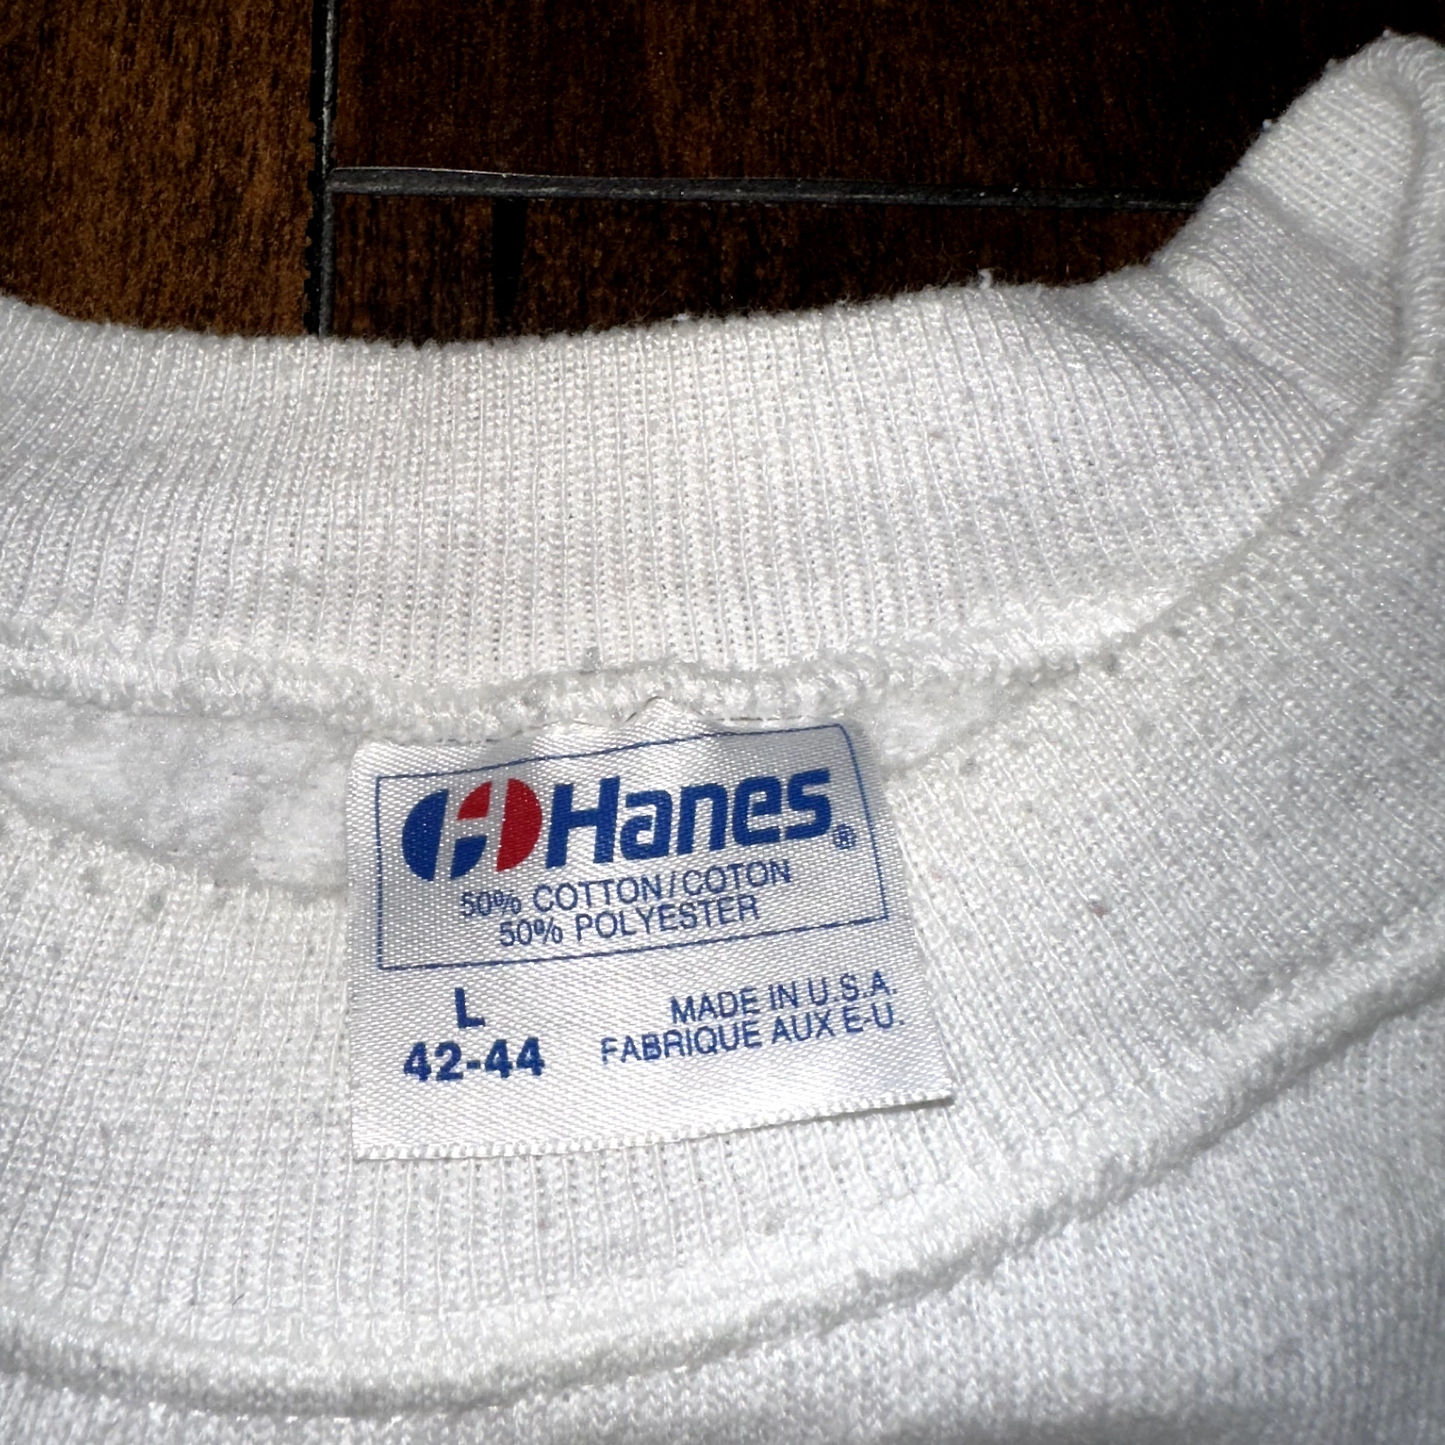 Hanes®
50% COTTON/COTON
50% POLYESTER
L
42-44
MADE IN U.S.A.
FABRIQUE AUX E-U.